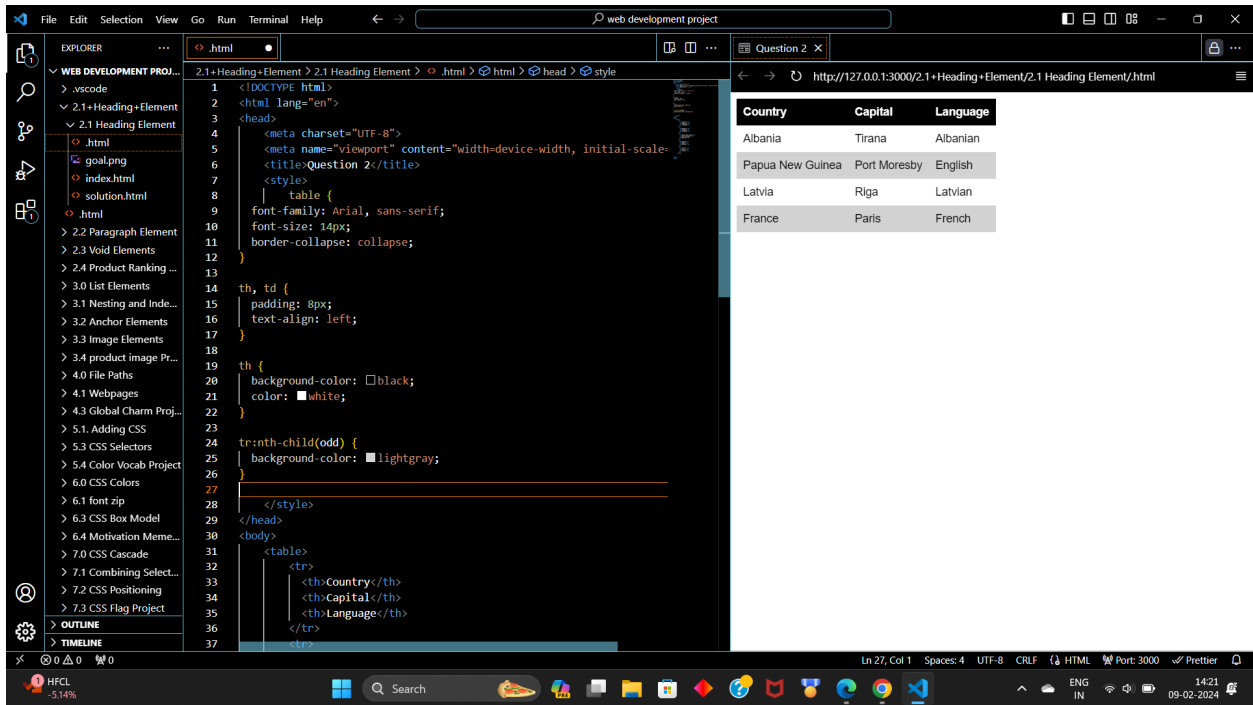 File Edit Selection View Go Run Terminal Help
web development project
EXPLORER
WEB DEVELOPMENT PROJ...
.vscode
2.1+Heading+Element
2.1 Heading Element
.html
goal.png
index.html
solution.html
.html
2.2 Paragraph Element
2.3 Void Elements
2.4 Product Ranking ...
3.0 List Elements
3.1 Nesting and Inde...
3.2 Anchor Elements
3.3 Image Elements
3.4 product image Pr...
4.0 File Paths
4.1 Webpages
4.3 Global Charm Proj...
5.1. Adding CSS
5.3 CSS Selectors
5.4 Color Vocab Project
6.0 CSS Colors
6.1 font zip
6.3 CSS Box Model
6.4 Motivation Meme...
7.0 CSS Cascade
7.1 Combining Select...
7.2 CSS Positioning
7.3 CSS Flag Project
OUTLINE
TIMELINE
.html
2.1+Heading+Element > 2.1 Heading Element > .html > html > head > style
1 <!DOCTYPE html>
2 <html lang="en">
3 <head>
4 <meta charset="UTF-8">
5 <meta name="viewport" content="width=device-width, initial-scale=
6 <title>Question 2</title>
7 <style>
8 table {
9 font-family: Arial, sans-serif;
10 font-size: 14px;
11 border-collapse: collapse;
12 }
13
14 th, td {
15 padding: 8px;
16 text-align: left;
17 }
18
19 th {
20 background-color: black;
21 color: white;
22 }
23
24 tr:nth-child(odd) {
25 background-color: lightgray;
26 }
27
28 </style>
29 </head>
30 <body>
31 <table>
32 <tr>
33 <th>Country</th>
34 <th>Capital</th>
35 <th>Language</th>
36 </tr>
37 <tr>
Question 2
http://127.0.0.1:3000/2.1+Heading+Element/2.1 Heading Element/.html
Country Capital Language
Albania Tirana Albanian
Papua New Guinea Port Moresby English
Latvia Riga Latvian
France Paris French
0 0 0
Ln 27, Col 1 Spaces: 4 UTF-8 CRLF HTML Port: 3000 Prettier
1 HFCL
-5.14%
Search
PRE
ENG
IN
14:21
09-02-2024